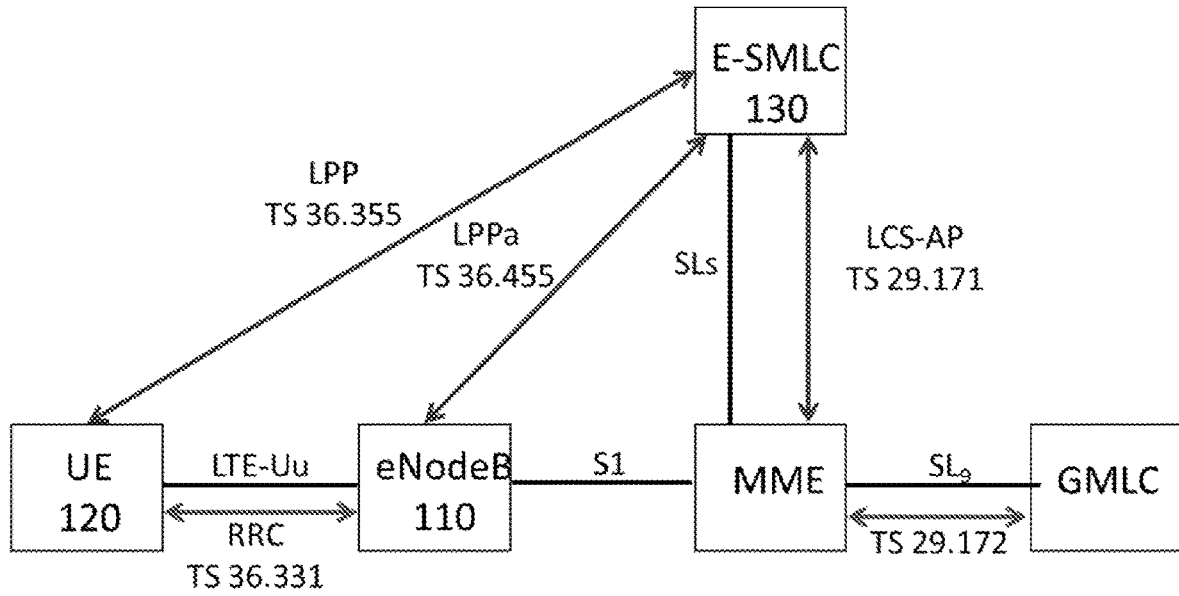 E-SMLC
130
LPP
TS 36.355
LPPa
TS 36.455
SLs
LCS-AP
TS 29.171
UE
120
LTE-Uu
RRC
TS 36.331
eNodeB
110
S1
MME
SLg
TS 29.172
GMLC